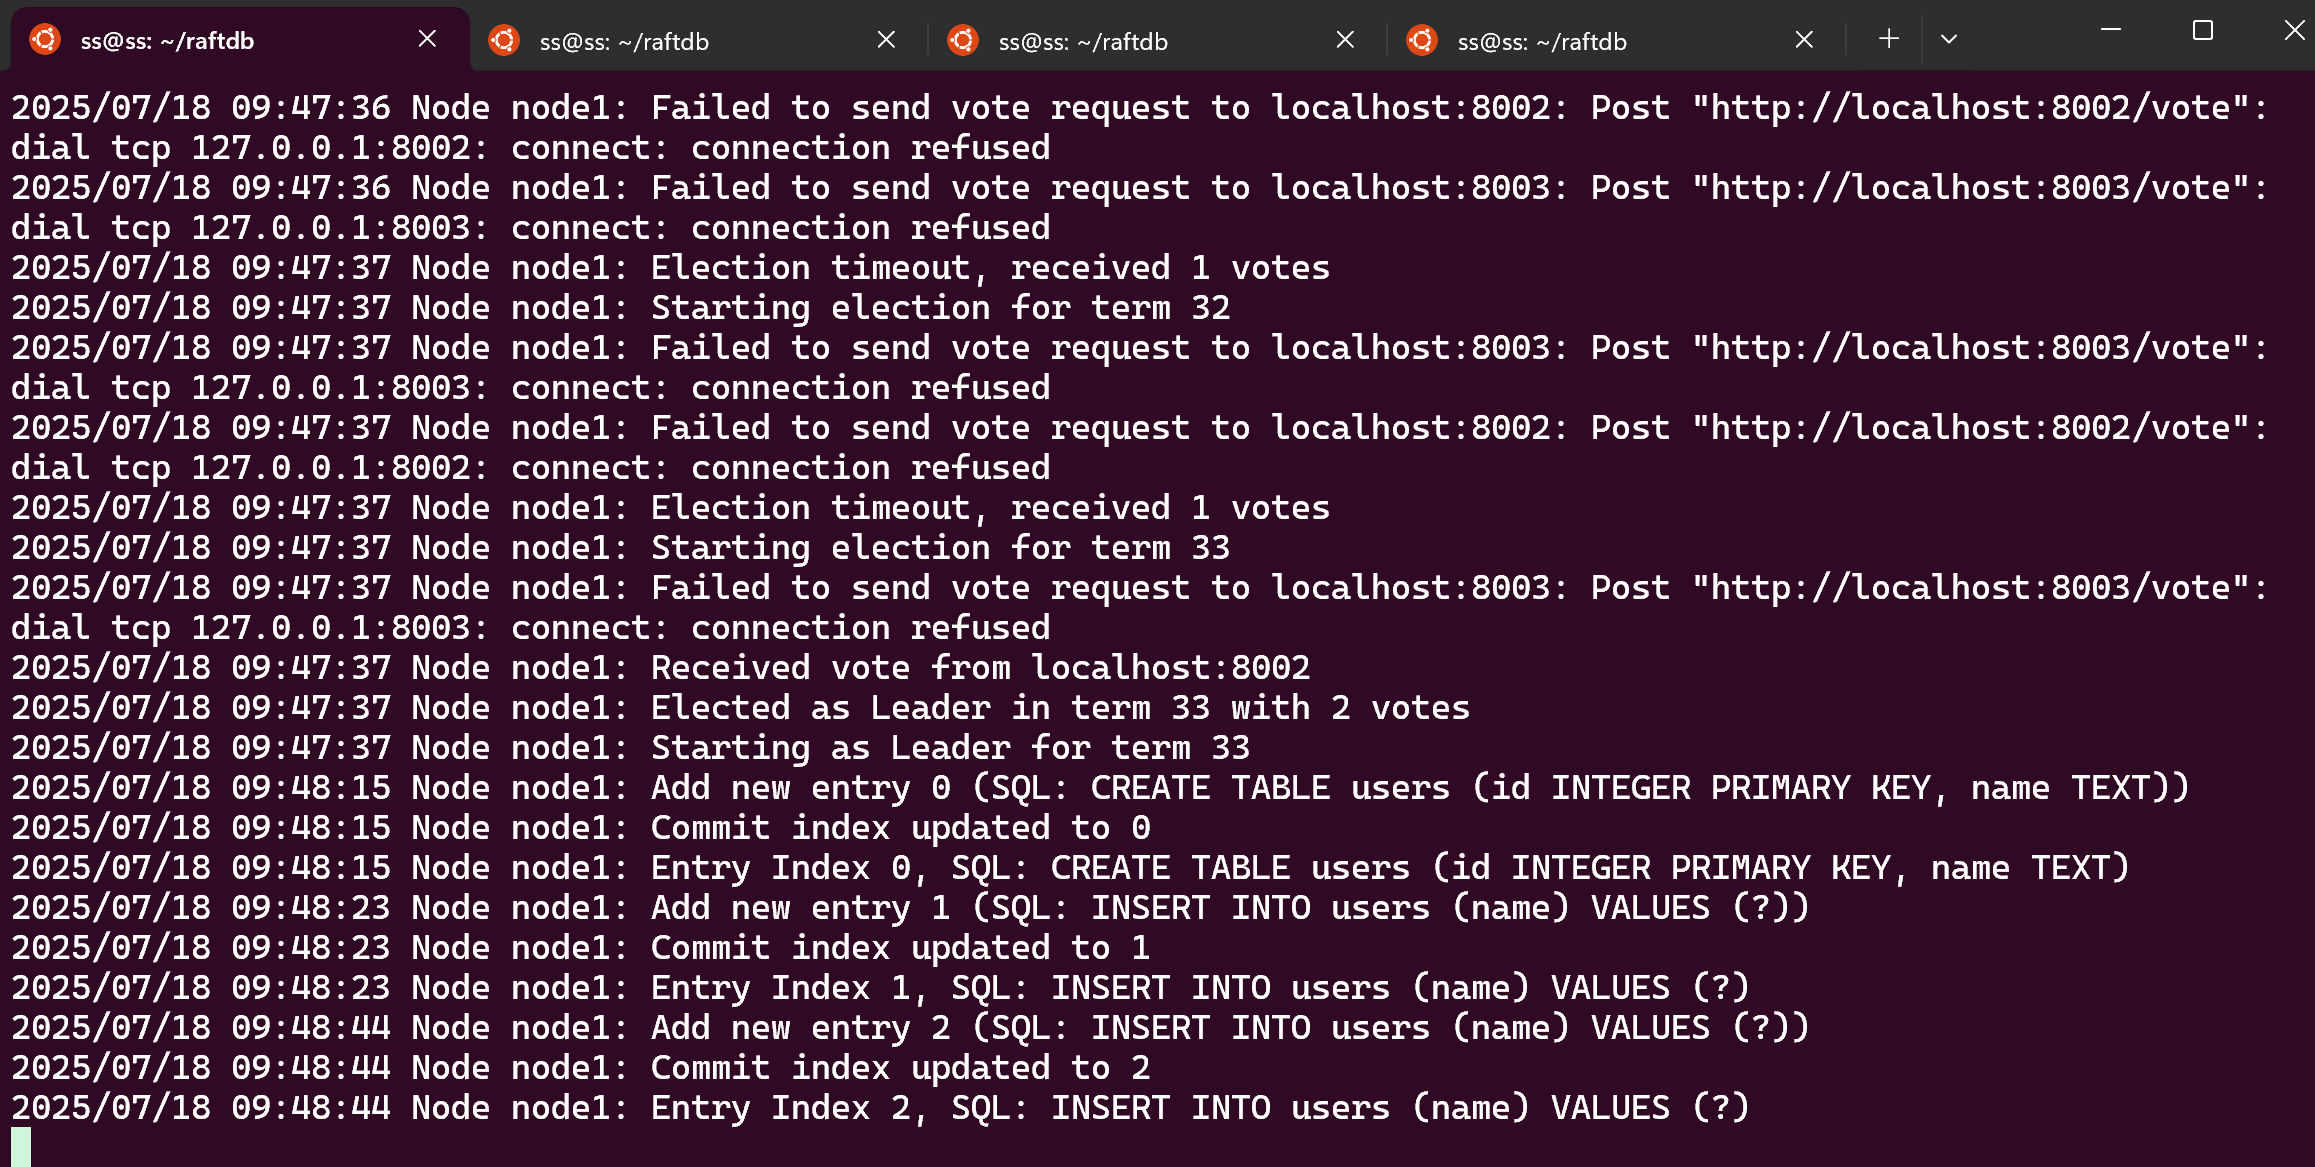 ss@ss: ~/raftdb
ss@ss: ~/raftdb
ss@ss: ~/raftdb
ss@ss: ~/raftdb
2025/07/18 09:47:36 Node node1: Failed to send vote request to localhost:8002: Post "http://localhost:8002/vote":
dial tcp 127.0.0.1:8002: connect: connection refused
2025/07/18 09:47:36 Node node1: Failed to send vote request to localhost:8003: Post "http://localhost:8003/vote":
dial tcp 127.0.0.1:8003: connect: connection refused
2025/07/18 09:47:37 Node node1: Election timeout, received 1 votes
2025/07/18 09:47:37 Node node1: Starting election for term 32
2025/07/18 09:47:37 Node node1: Failed to send vote request to localhost:8003: Post "http://localhost:8003/vote":
dial tcp 127.0.0.1:8003: connect: connection refused
2025/07/18 09:47:37 Node node1: Failed to send vote request to localhost:8002: Post "http://localhost:8002/vote":
dial tcp 127.0.0.1:8002: connect: connection refused
2025/07/18 09:47:37 Node node1: Election timeout, received 1 votes
2025/07/18 09:47:37 Node node1: Starting election for term 33
2025/07/18 09:47:37 Node node1: Failed to send vote request to localhost:8003: Post "http://localhost:8003/vote":
dial tcp 127.0.0.1:8003: connect: connection refused
2025/07/18 09:47:37 Node node1: Received vote from localhost:8002
2025/07/18 09:47:37 Node node1: Elected as Leader in term 33 with 2 votes
2025/07/18 09:47:37 Node node1: Starting as Leader for term 33
2025/07/18 09:48:15 Node node1: Add new entry 0 (SQL: CREATE TABLE users (id INTEGER PRIMARY KEY, name TEXT))
2025/07/18 09:48:15 Node node1: Commit index updated to 0
2025/07/18 09:48:15 Node node1: Entry Index 0, SQL: CREATE TABLE users (id INTEGER PRIMARY KEY, name TEXT)
2025/07/18 09:48:23 Node node1: Add new entry 1 (SQL: INSERT INTO users (name) VALUES (?))
2025/07/18 09:48:23 Node node1: Commit index updated to 1
2025/07/18 09:48:23 Node node1: Entry Index 1, SQL: INSERT INTO users (name) VALUES (?)
2025/07/18 09:48:44 Node node1: Add new entry 2 (SQL: INSERT INTO users (name) VALUES (?))
2025/07/18 09:48:44 Node node1: Commit index updated to 2
2025/07/18 09:48:44 Node node1: Entry Index 2, SQL: INSERT INTO users (name) VALUES (?)